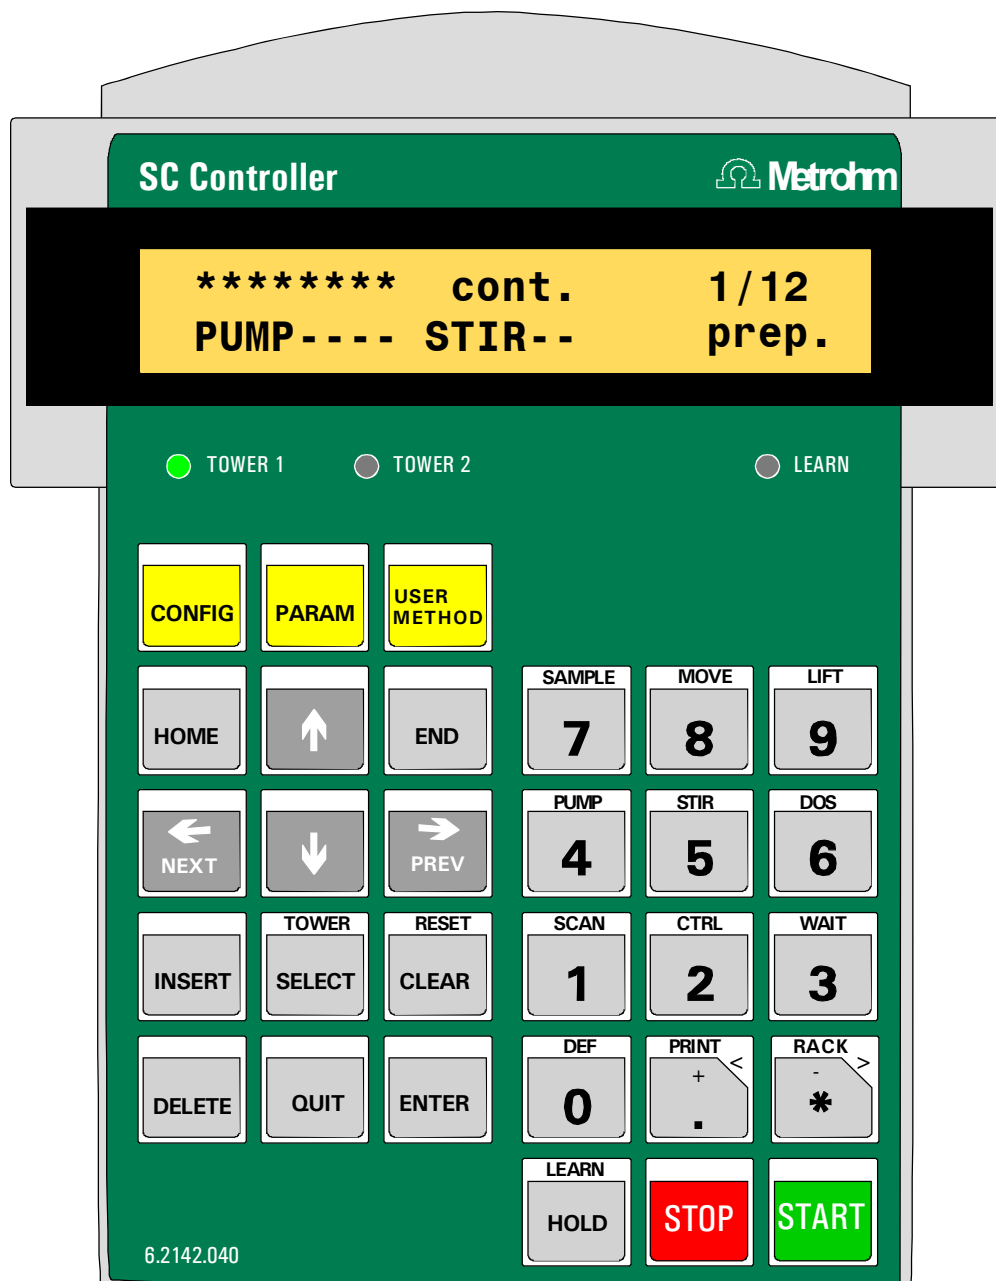 SC Controller Metrohm
******** cont. 1/12
PUMP---- STIR-- prep.
TOWER 1 TOWER 2 LEARN
CONFIG PARAM USER METHOD
SAMPLE MOVE LIFT
HOME ↑ END 7 8 9
PUMP STIR DOS
← NEXT ↓ → PREV 4 5 6
TOWER RESET SCAN CTRL WAIT
INSERT SELECT CLEAR 1 2 3
DEF PRINT < RACK >
+ -
DELETE QUIT ENTER 0 . *
LEARN
HOLD STOP START
6.2142.040